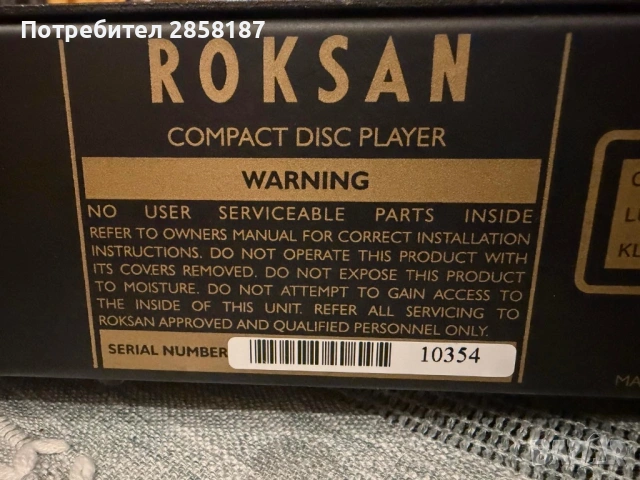 Потребител 2858187
ROKSAN
COMPACT DISC PLAYER
WARNING
NO USER SERVICEABLE PARTS INSIDE
REFER TO OWNERS MANUAL FOR CORRECT INSTALLATION
INSTRUCTIONS. DO NOT OPERATE THIS PRODUCT WITH
ITS COVERS REMOVED. DO NOT EXPOSE THIS PRODUCT
TO MOISTURE. DO NOT ATTEMPT TO GAIN ACCESS TO
THE INSIDE OF THIS UNIT. REFER ALL SERVICING TO
ROKSAN APPROVED AND QUALIFIED PERSONNEL ONLY.
SERIAL NUMBER 10354